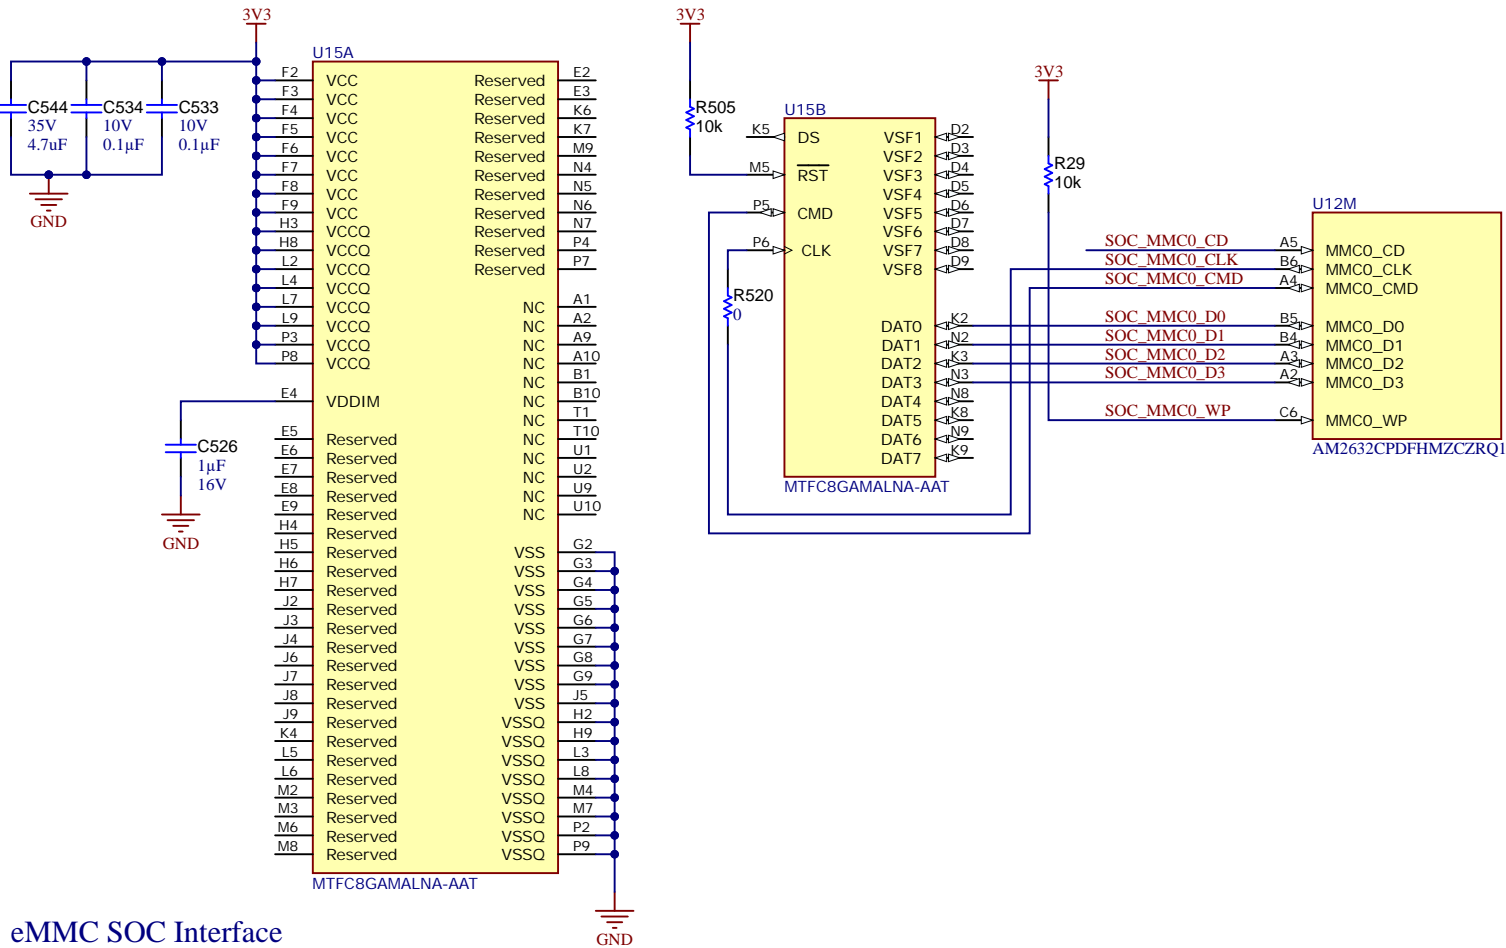 3V3
C544
35V
4.7uF
C534
10V
0.1µF
C533
10V
0.1µF
GND
U15A
F2 VCC Reserved E2
F3 VCC Reserved E3
F4 VCC Reserved K6
F5 VCC Reserved K7
F6 VCC Reserved M9
F7 VCC Reserved N4
F8 VCC Reserved N5
F9 VCC Reserved N6
H3 VCCQ Reserved N7
H8 VCCQ Reserved P4
L2 VCCQ Reserved P7
L4 VCCQ
L7 VCCQ NC A1
L9 VCCQ NC A2
P3 VCCQ NC A9
P8 VCCQ NC A10
NC B1
E4 VDDIM NC B10
NC T1
E5 Reserved NC T10
E6 Reserved NC U1
E7 Reserved NC U2
E8 Reserved NC U9
E9 Reserved NC U10
H4 Reserved
H5 Reserved VSS G2
H6 Reserved VSS G3
H7 Reserved VSS G4
J2 Reserved VSS G5
J3 Reserved VSS G6
J4 Reserved VSS G7
J6 Reserved VSS G8
J7 Reserved VSS G9
J8 Reserved VSS J5
J9 Reserved VSSQ H2
K4 Reserved VSSQ H9
L5 Reserved VSSQ L3
L6 Reserved VSSQ L8
M2 Reserved VSSQ M4
M3 Reserved VSSQ M7
M6 Reserved VSSQ P2
M8 Reserved VSSQ P9
MTFC8GAMALNA-AAT
C526
1µF
16V
GND
GND
3V3
R505
10k
U15B
K5 DS VSF1 D2
VSF2 D3
M5 RST VSF3 D4
VSF4 D5
P5 CMD VSF5 D6
VSF6 D7
P6 CLK VSF7 D8
VSF8 D9
R520
0
DAT0 K2
DAT1 N2
DAT2 K3
DAT3 N3
DAT4 N8
DAT5 K8
DAT6 N9
DAT7 K9
MTFC8GAMALNA-AAT
3V3
R29
10k
U12M
SOC_MMC0_CD A5 MMC0_CD
SOC_MMC0_CLK B6 MMC0_CLK
SOC_MMC0_CMD A4 MMC0_CMD
SOC_MMC0_D0 B5 MMC0_D0
SOC_MMC0_D1 B4 MMC0_D1
SOC_MMC0_D2 A3 MMC0_D2
SOC_MMC0_D3 A2 MMC0_D3
SOC_MMC0_WP C6 MMC0_WP
AM2632CPDFHMZCZRQ1
eMMC SOC Interface